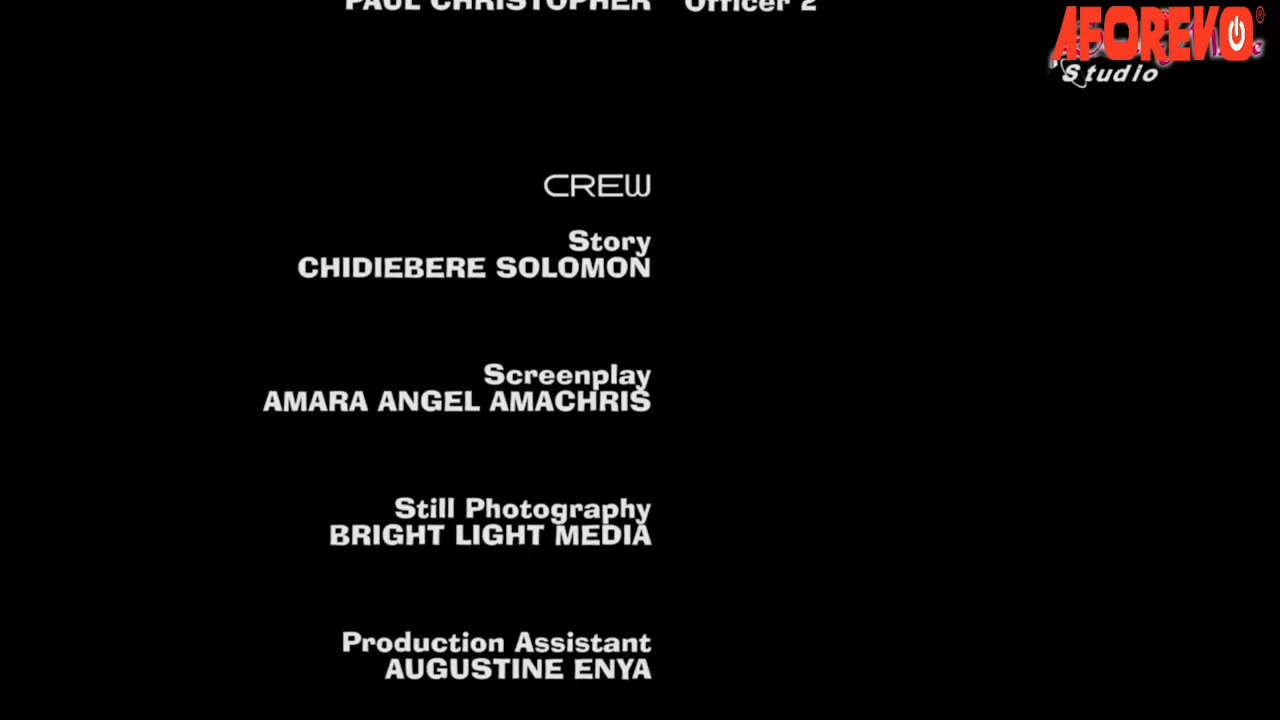 PAUL CHRISTOPHER Officer 2
AFOREVO
Studio
CREW
Story
CHIDIEBERE SOLOMON
Screenplay
AMARA ANGEL AMACHRIS
Still Photography
BRIGHT LIGHT MEDIA
Production Assistant
AUGUSTINE ENYA